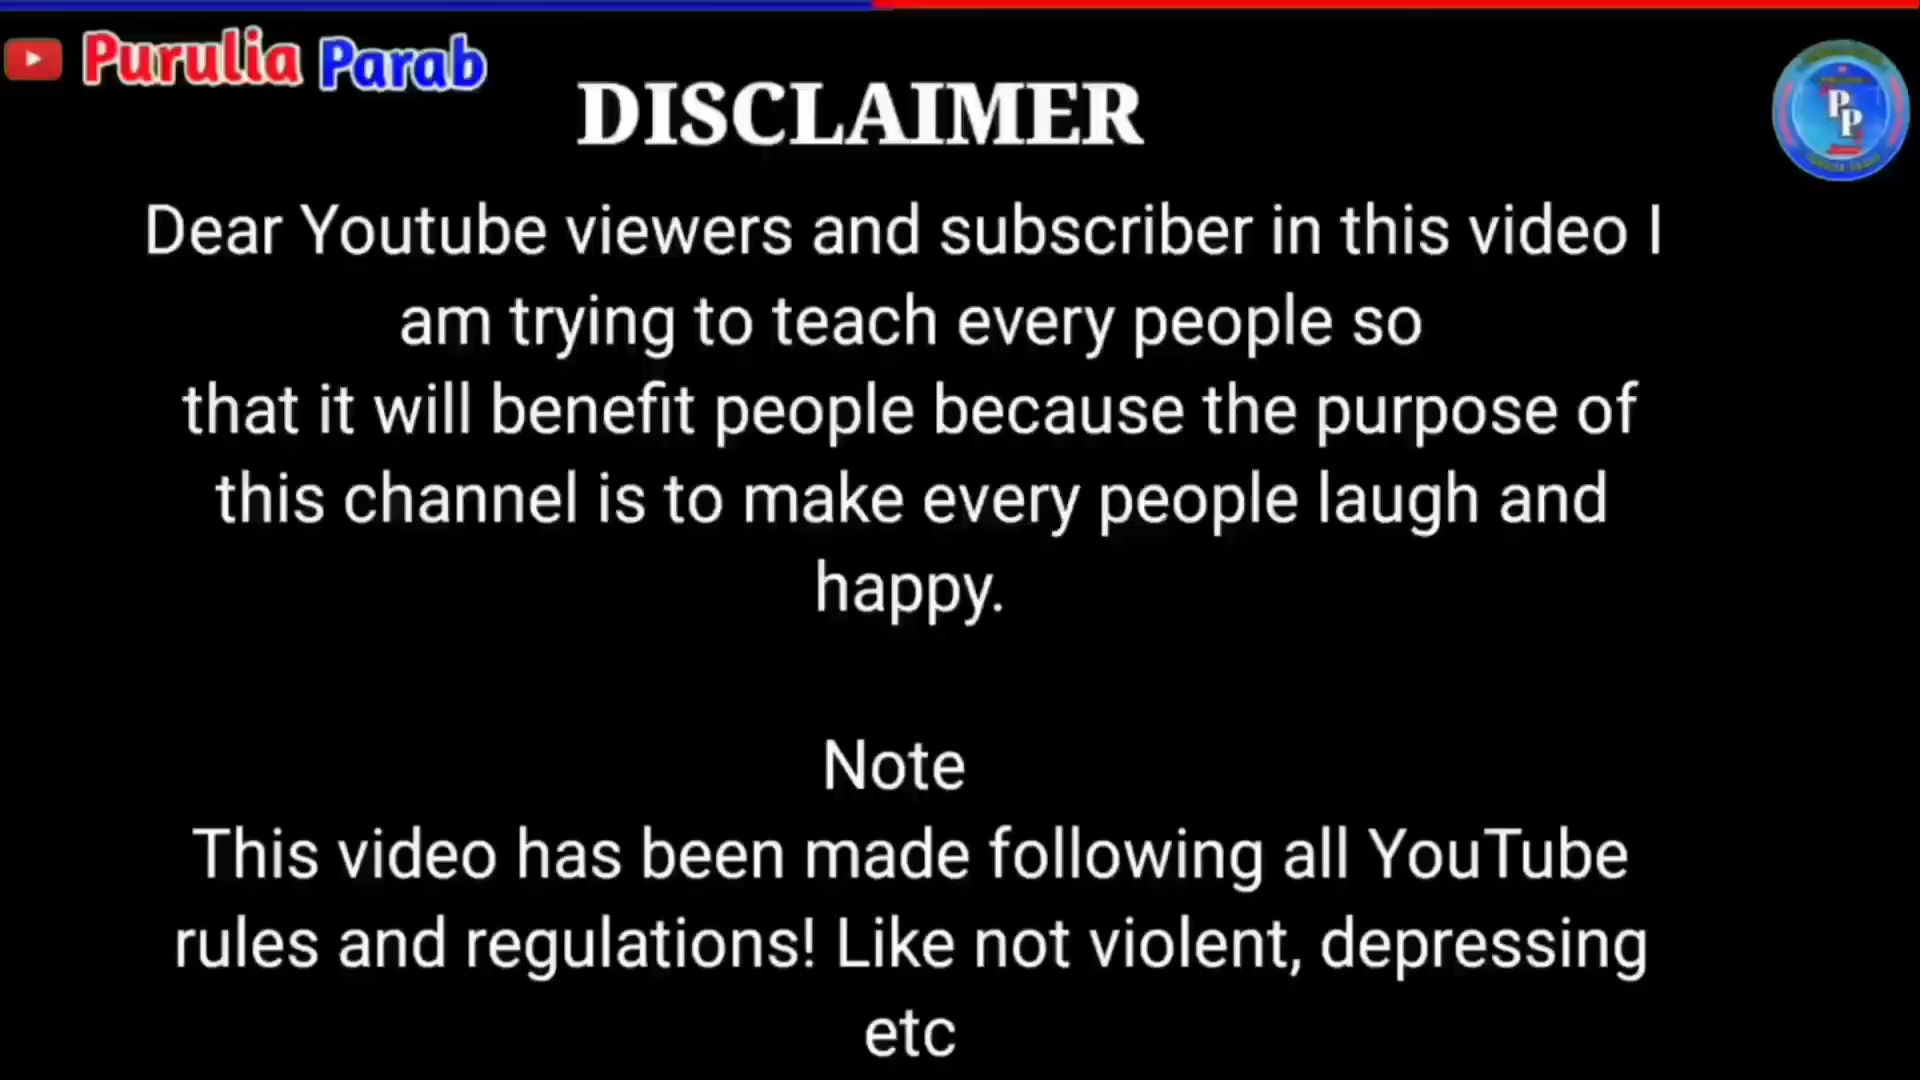 Purulia Parab
DISCLAIMER
PP
Dear Youtube viewers and subscriber in this video I
am trying to teach every people so
that it will benefit people because the purpose of
this channel is to make every people laugh and
happy.
Note
This video has been made following all YouTube
rules and regulations! Like not violent, depressing
etc